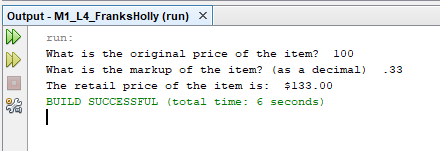 Output - M1_L4_FranksHolly (run) ×
run:
What is the original price of the item?  100
What is the markup of the item? (as a decimal)  .33
The retail price of the item is:  $133.00
BUILD SUCCESSFUL (total time: 6 seconds)